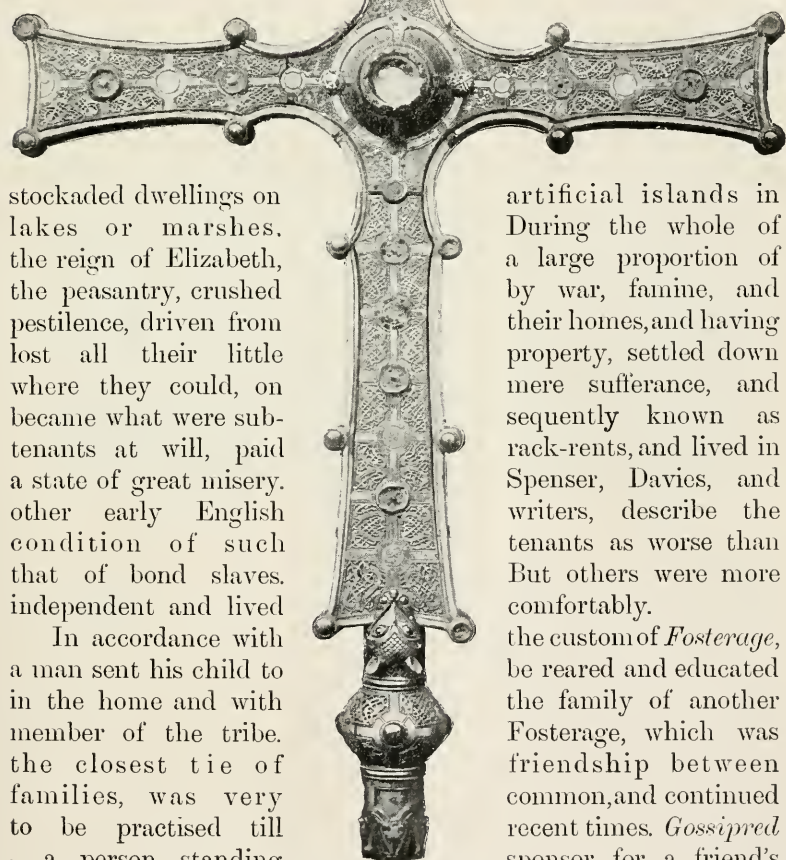 stockaded dwellings on artificial islands in
lakes or marshes. During the whole of
the reign of Elizabeth, a large proportion of
the peasantry, crushed by war, famine, and
pestilence, driven from their homes, and having
lost all their little property, settled down
where they could, on mere sufferance, and
became what were sub- sequently known as
tenants at will, paid rack-rents, and lived in
a state of great misery. Spenser, Davies, and
other early English writers, describe the
condition of such tenants as worse than
that of bond slaves. But others were more
independent and lived comfortably.
In accordance with the custom of Fosterage,
a man sent his child to be reared and educated
in the home and with the family of another
member of the tribe. Fosterage, which was
the closest tie of friendship between
families, was very common, and continued
to be practised till recent times. Gossipred
a person standing sponsor for a friend's